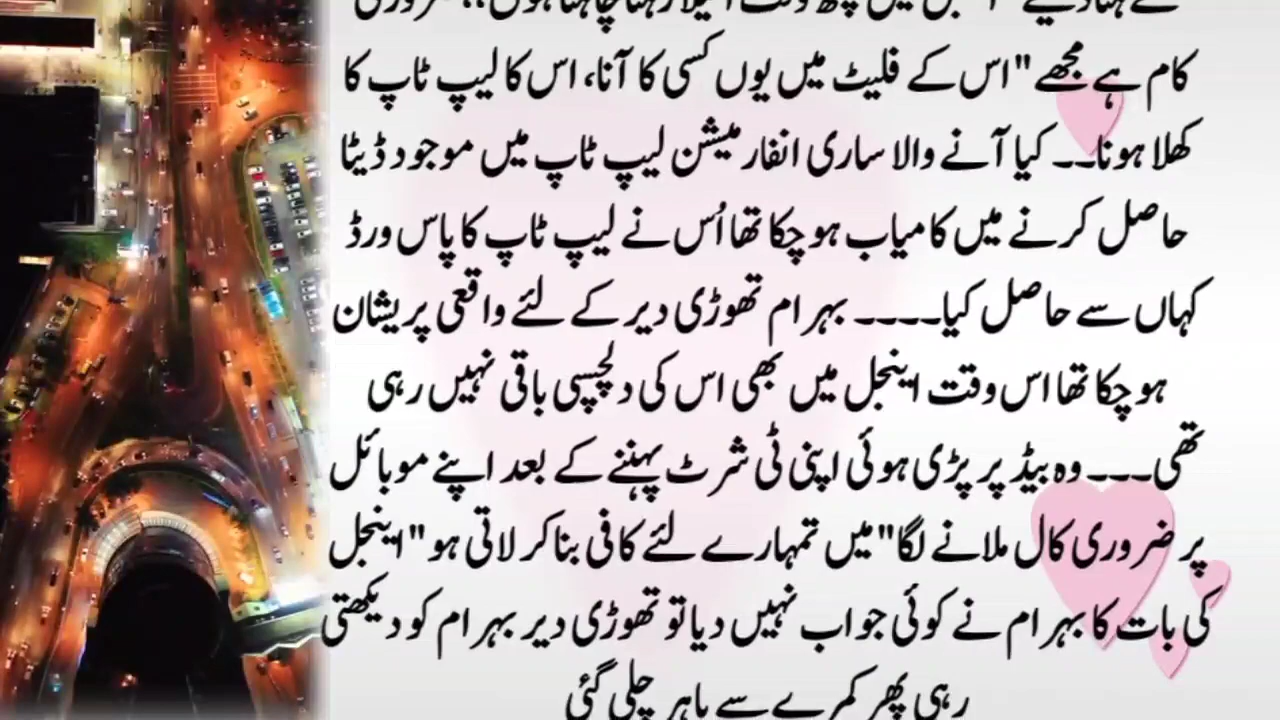 کام ہے مجھے" اس کے فلیٹ میں یوں کسی کا آنا، اس کا لیپ ٹاپ کا
کھلا ہونا۔۔ کیا آنے والا ساری انفارمیشن لیپ ٹاپ میں موجود ڈیٹا
حاصل کرنے میں کامیاب ہو چکا تھا اُس نے لیپ ٹاپ کا پاس ورڈ
کہاں سے حاصل کیا۔۔۔۔ بہرام تھوڑی دیر کے لئے واقعی پریشان
ہو چکا تھا اس وقت اینجل میں بھی اس کی دلچسپی باقی نہیں رہی
تھی۔۔۔ وہ بیڈ پر پڑی ہوئی اپنی ٹی شرٹ پہننے کے بعد اپنے موبائل
پر ضروری کال ملانے لگا" میں تمہارے لئے کافی بنا کر لاتی ہو" اینجل
کی بات کا بہرام نے کوئی جواب نہیں دیا تو تھوڑی دیر بہرام کو دیکھتی
رہی پھر کمرے سے باہر چلی گئی